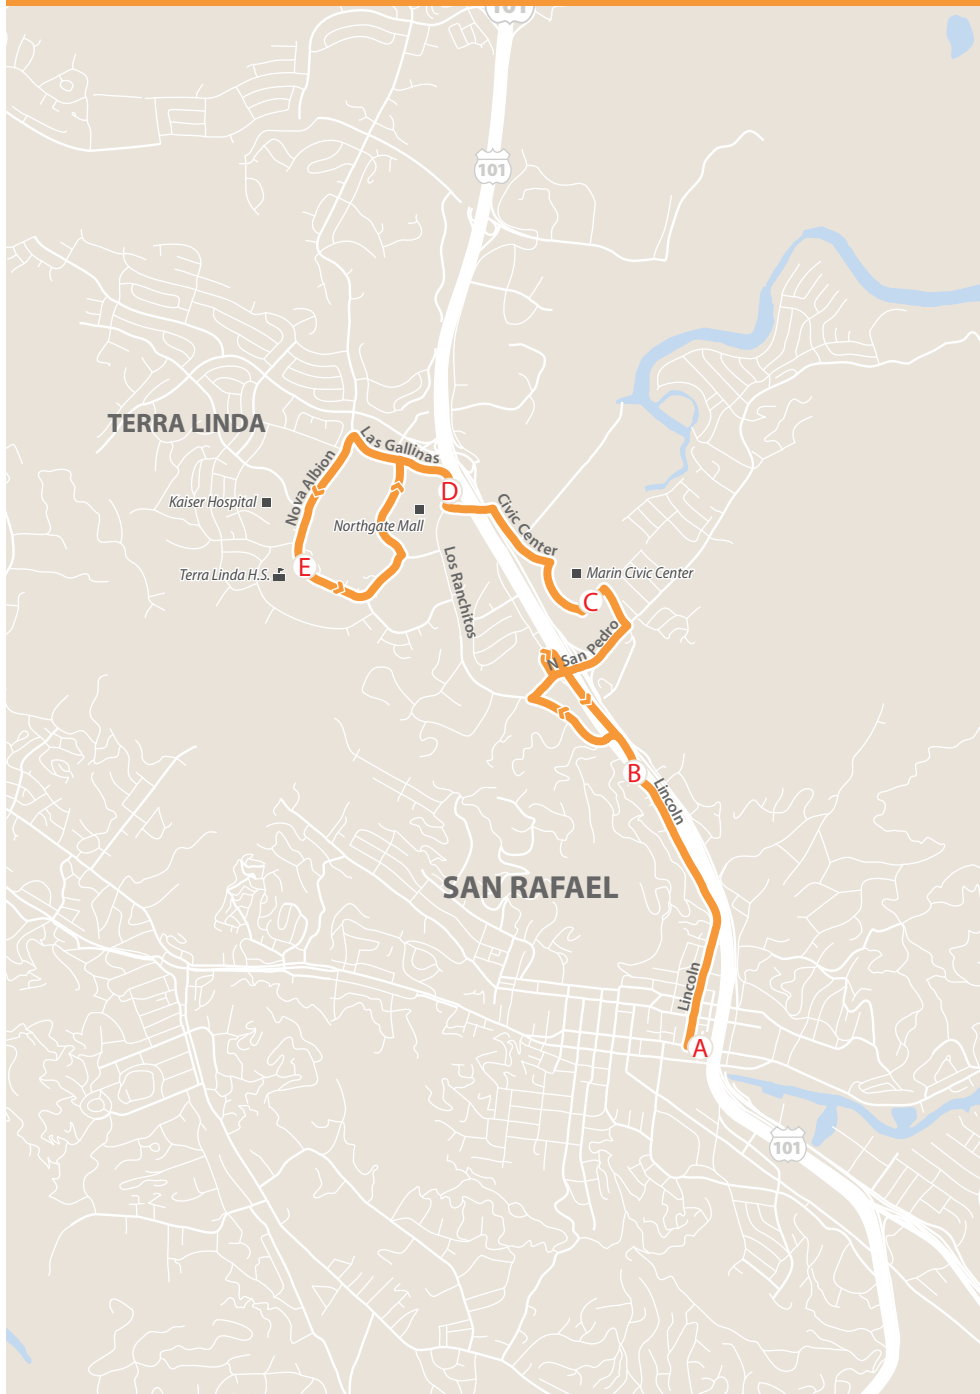 101
101
TERRA LINDA
Las Gallinas
Nova Albion
D
Kaiser Hospital
Civic Center
Northgate Mall
Los Ranchitos
E
Terra Linda H.S.
Marin Civic Center
C
N San Pedro
B
Lincoln
SAN RAFAEL
Lincoln
A
101